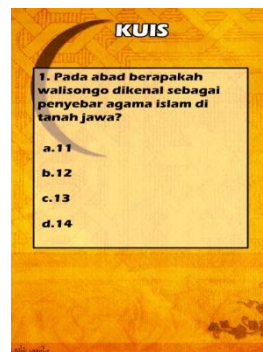 KUIS
1. Pada abad berapakah
walisongo dikenal sebagai
penyebar agama islam di
tanah jawa?
a.11
b.12
c.13
d.14